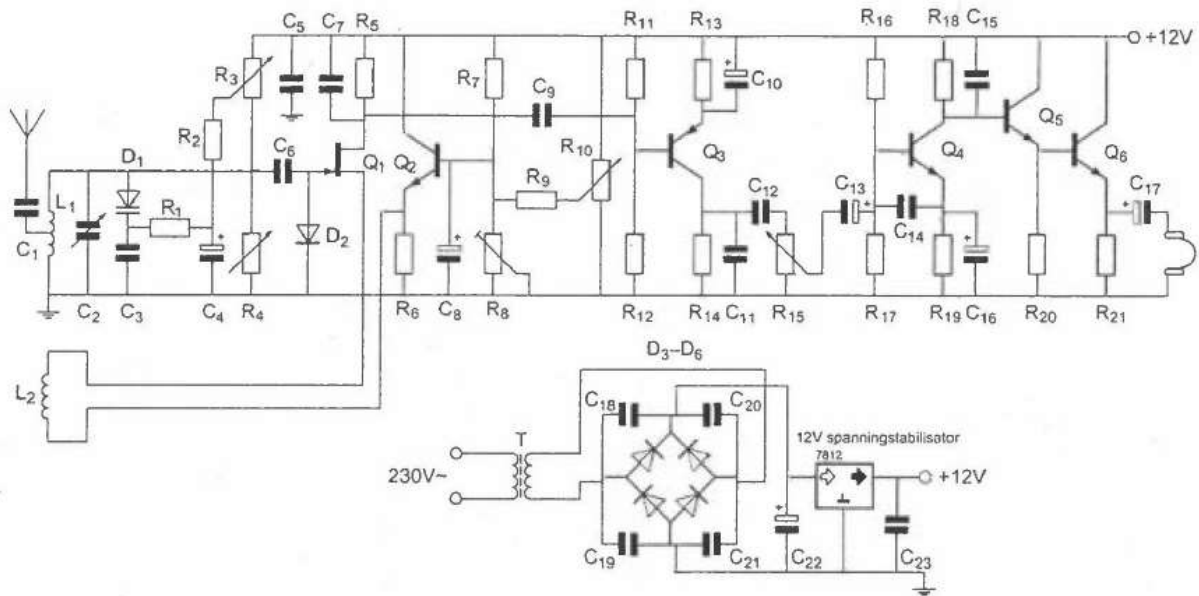 C₅ C₇ R₅ R₁₁ R₁₃ R₁₆ R₁₈ C₁₅
+12V
R₃ R₇ C₉ + C₁₀
R₂ Q₅
D₁ C₆ Q₁ Q₂ R₁₀ Q₃ Q₄ Q₆
L₁ R₁ R₉ C₁₂ C₁₃ + C₁₇ +
C₁ + D₂ + C₁₄ +
C₂ C₃ C₄ R₄ R₆ C₈ R₈ R₁₂ R₁₄ C₁₁ R₁₅ R₁₇ R₁₉ C₁₆ R₂₀ R₂₁
D₃–D₆
L₂
C₁₈ C₂₀
T
12V spanningstabilisator
7812
230V~
+12V
+
C₁₉ C₂₁ C₂₂ C₂₃